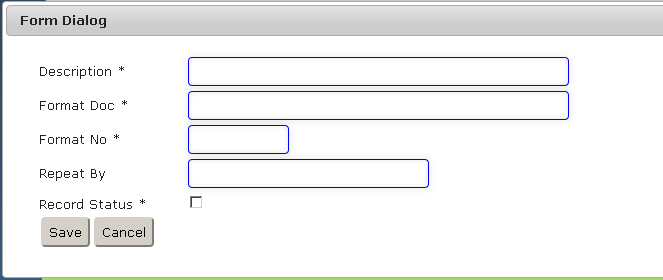 Form Dialog
Description *
Format Doc *
Format No *
Repeat By
Record Status *
Save Cancel